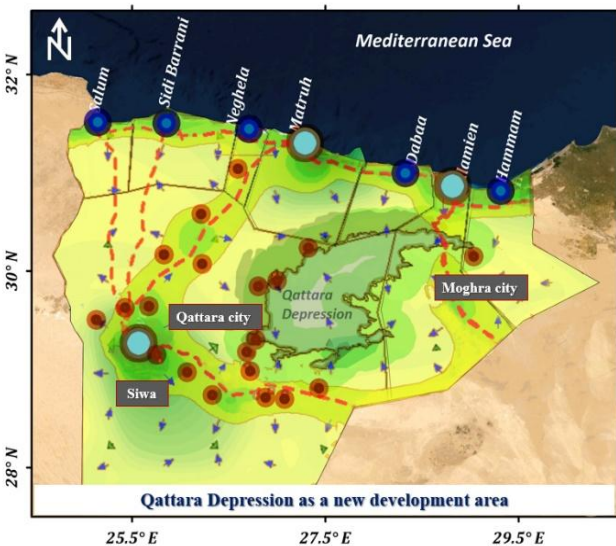 N
Mediterranean Sea
32° N
Salum
Sidi Barrani
Neghela
Matruh
Dabaa
Alamien
Hammam
30° N
Qattara
Depression
Moghra city
Qattara city
Siwa
28° N
Qattara Depression as a new development area
25.5° E
27.5° E
29.5° E